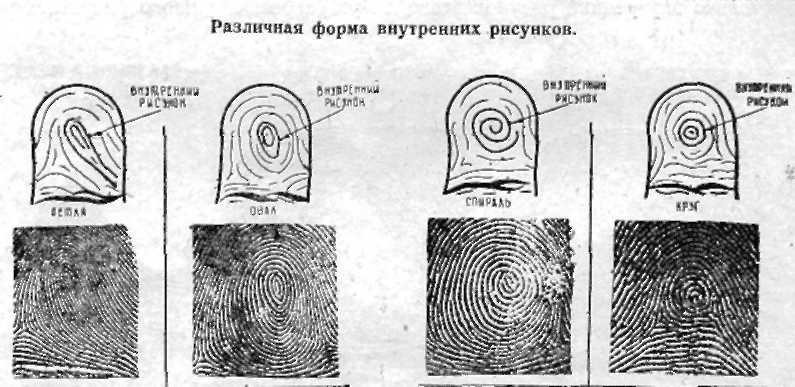 Различная форма внутренних рисунков.
ВНУТРЕННИЙ
РИСУНОК
ВНУТРЕННИЙ
РИСУНОК
ВНУТРЕННИЙ
РИСУНОК
ВНУТРЕННИЙ
РИСУНОК
ПЕТЛЯ
ОВАЛ
СПИРАЛЬ
КРУГ